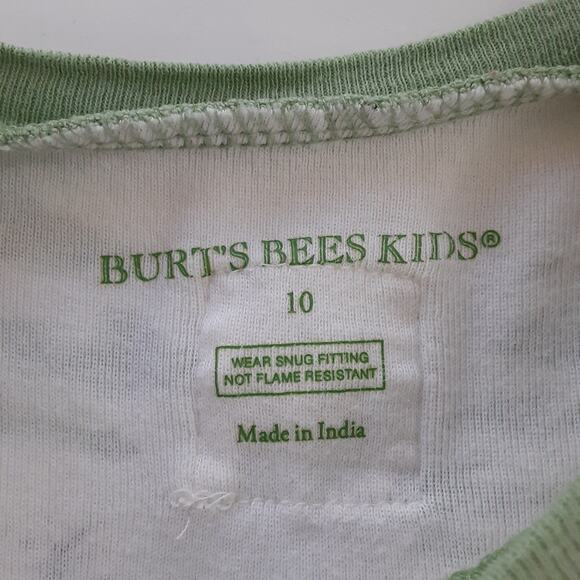 BURT'S BEES KIDS®
10
WEAR SNUG FITTING
NOT FLAME RESISTANT
Made in India